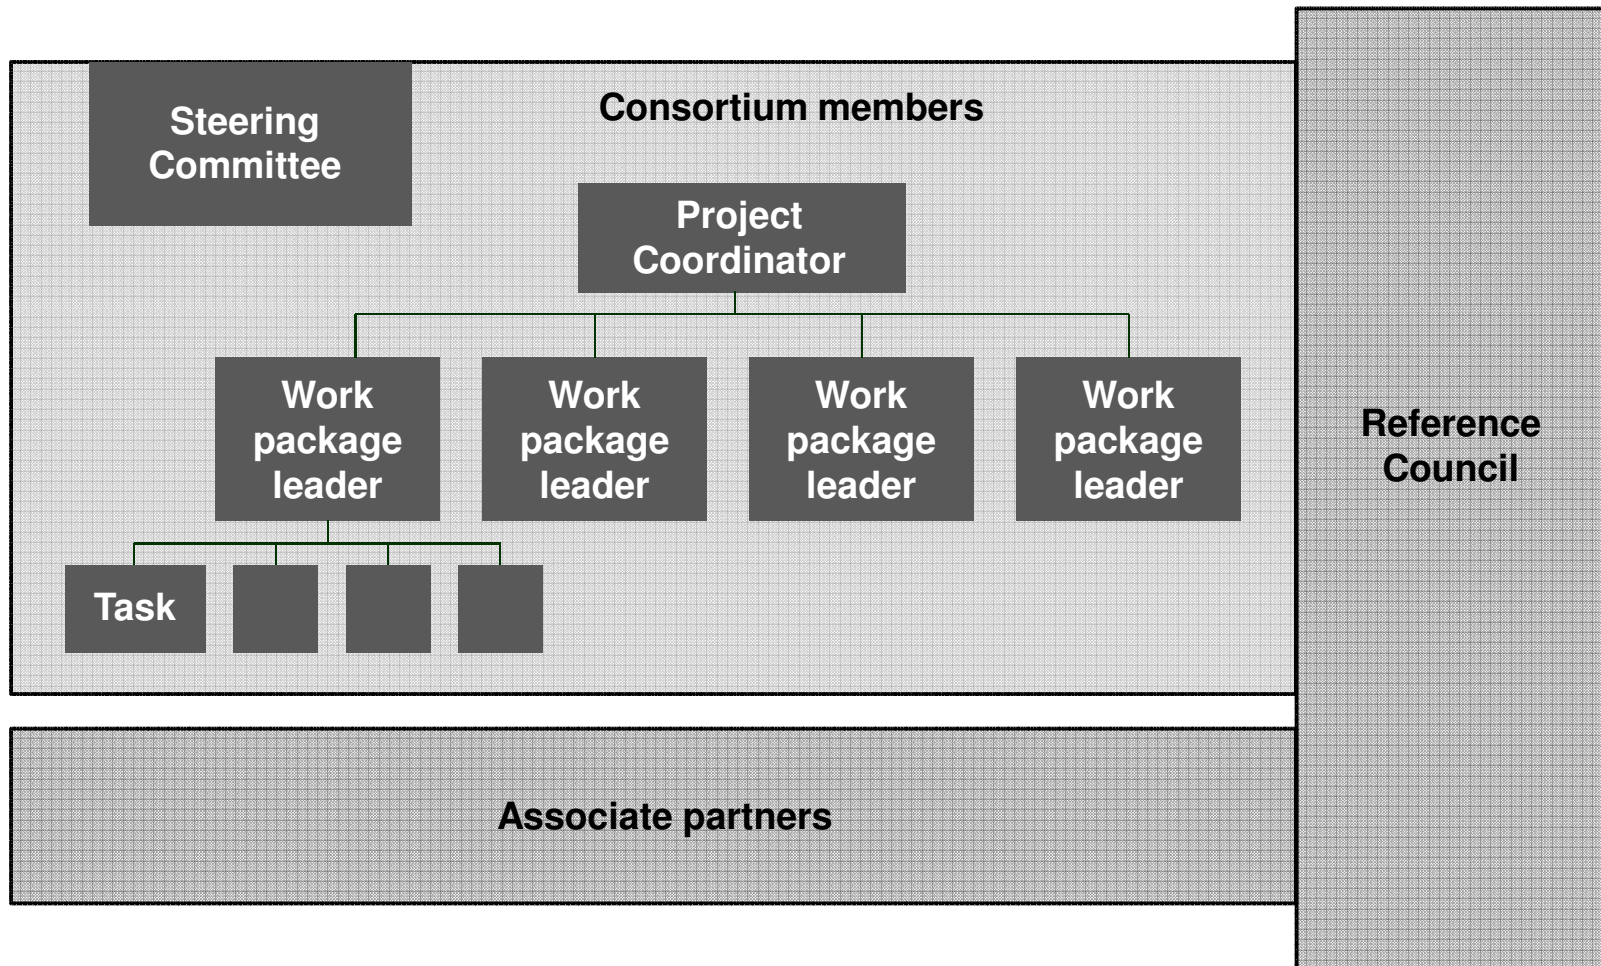 Steering
Committee
Consortium members
Project
Coordinator
Work
package
leader
Work
package
leader
Work
package
leader
Work
package
leader
Reference
Council
Task
Associate partners